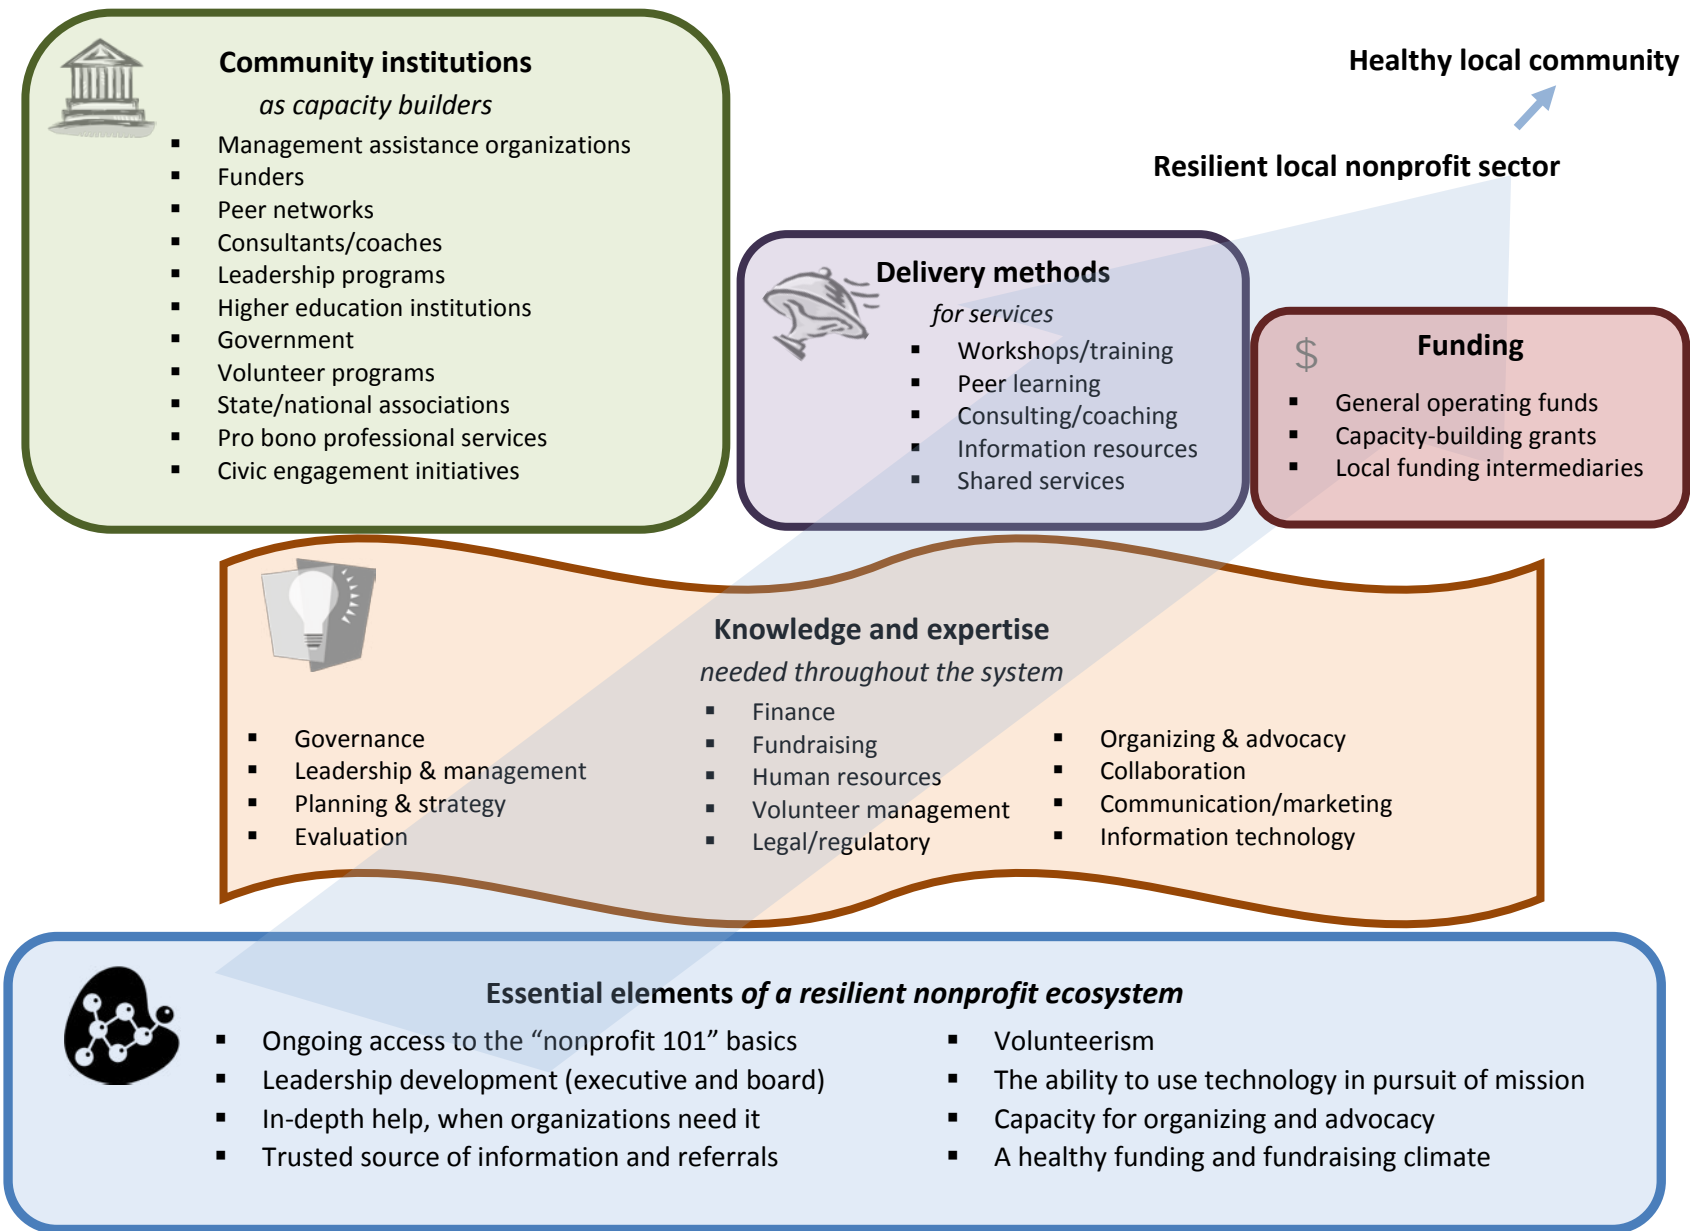 Community institutions
as capacity builders
▪ Management assistance organizations
▪ Funders
▪ Peer networks
▪ Consultants/coaches
▪ Leadership programs
▪ Higher education institutions
▪ Government
▪ Volunteer programs
▪ State/national associations
▪ Pro bono professional services
▪ Civic engagement initiatives
Healthy local community
Resilient local nonprofit sector
Delivery methods
for services
▪ Workshops/training
▪ Peer learning
▪ Consulting/coaching
▪ Information resources
▪ Shared services
$
Funding
▪ General operating funds
▪ Capacity-building grants
▪ Local funding intermediaries
Knowledge and expertise
needed throughout the system
▪ Governance
▪ Leadership & management
▪ Planning & strategy
▪ Evaluation
▪ Finance
▪ Fundraising
▪ Human resources
▪ Volunteer management
▪ Legal/regulatory
▪ Organizing & advocacy
▪ Collaboration
▪ Communication/marketing
▪ Information technology
Essential elements of a resilient nonprofit ecosystem
▪ Ongoing access to the “nonprofit 101” basics
▪ Leadership development (executive and board)
▪ In-depth help, when organizations need it
▪ Trusted source of information and referrals
▪ Volunteerism
▪ The ability to use technology in pursuit of mission
▪ Capacity for organizing and advocacy
▪ A healthy funding and fundraising climate